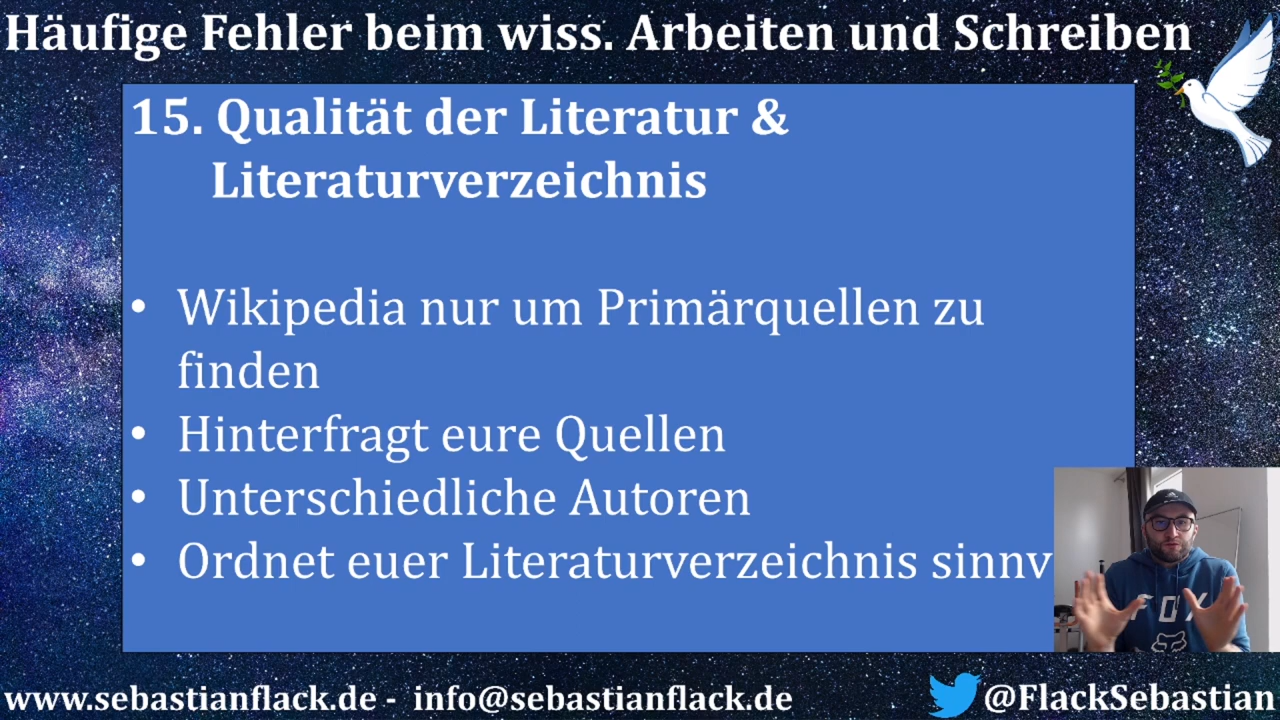 Häufige Fehler beim wiss. Arbeiten und Schreiben
15. Qualität der Literatur &
Literaturverzeichnis
• Wikipedia nur um Primärquellen zu
finden
• Hinterfragt eure Quellen
• Unterschiedliche Autoren
• Ordnet euer Literaturverzeichnis sinnv
FOX
www.sebastianflack.de - info@sebastianflack.de
@FlackSebastian